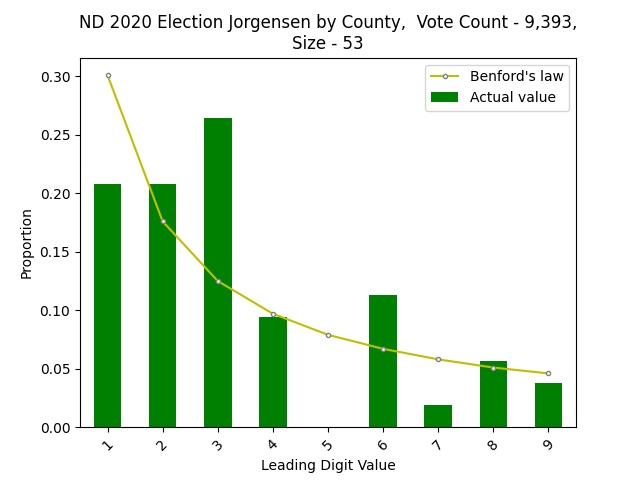 ND 2020 Election Jorgensen by County,  Vote Count - 9,393,
Size - 53
Benford's law
Actual value
0.30
0.25
0.20
0.15
0.10
0.05
0.00
Proportion
1 2 3 4 5 6 7 8 9
Leading Digit Value